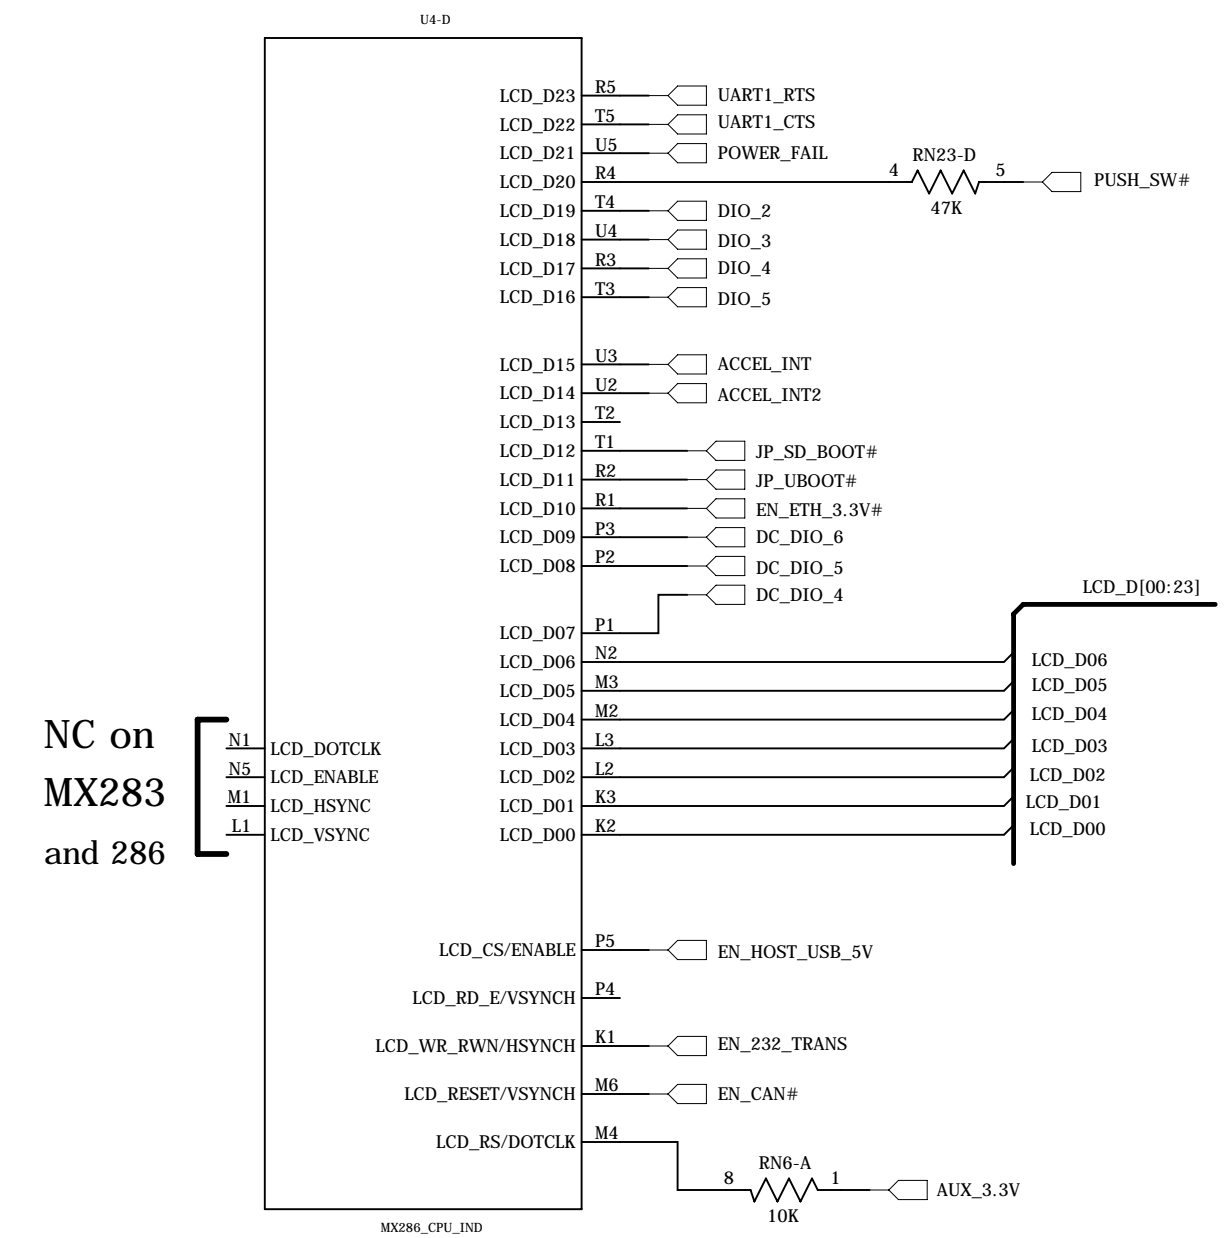 U4-D
LCD_D23 R5 UART1_RTS
LCD_D22 T5 UART1_CTS
LCD_D21 U5 POWER_FAIL
RN23-D
LCD_D20 R4 4 5 PUSH_SW#
47K
LCD_D19 T4 DIO_2
LCD_D18 U4 DIO_3
LCD_D17 R3 DIO_4
LCD_D16 T3 DIO_5
LCD_D15 U3 ACCEL_INT
LCD_D14 U2 ACCEL_INT2
LCD_D13 T2
LCD_D12 T1 JP_SD_BOOT#
LCD_D11 R2 JP_UBOOT#
LCD_D10 R1 EN_ETH_3.3V#
LCD_D09 P3 DC_DIO_6
LCD_D08 P2 DC_DIO_5
DC_DIO_4
LCD_D[00:23]
LCD_D07 P1
LCD_D06 N2 LCD_D06
LCD_D05 M3 LCD_D05
LCD_D04 M2 LCD_D04
NC on
MX283
and 286
N1 LCD_DOTCLK LCD_D03 L3 LCD_D03
N5 LCD_ENABLE LCD_D02 L2 LCD_D02
M1 LCD_HSYNC LCD_D01 K3 LCD_D01
L1 LCD_VSYNC LCD_D00 K2 LCD_D00
LCD_CS/ENABLE P5 EN_HOST_USB_5V
LCD_RD_E/VSYNCH P4
LCD_WR_RWN/HSYNCH K1 EN_232_TRANS
LCD_RESET/VSYNCH M6 EN_CAN#
LCD_RS/DOTCLK M4
RN6-A
8 1 AUX_3.3V
10K
MX286_CPU_IND